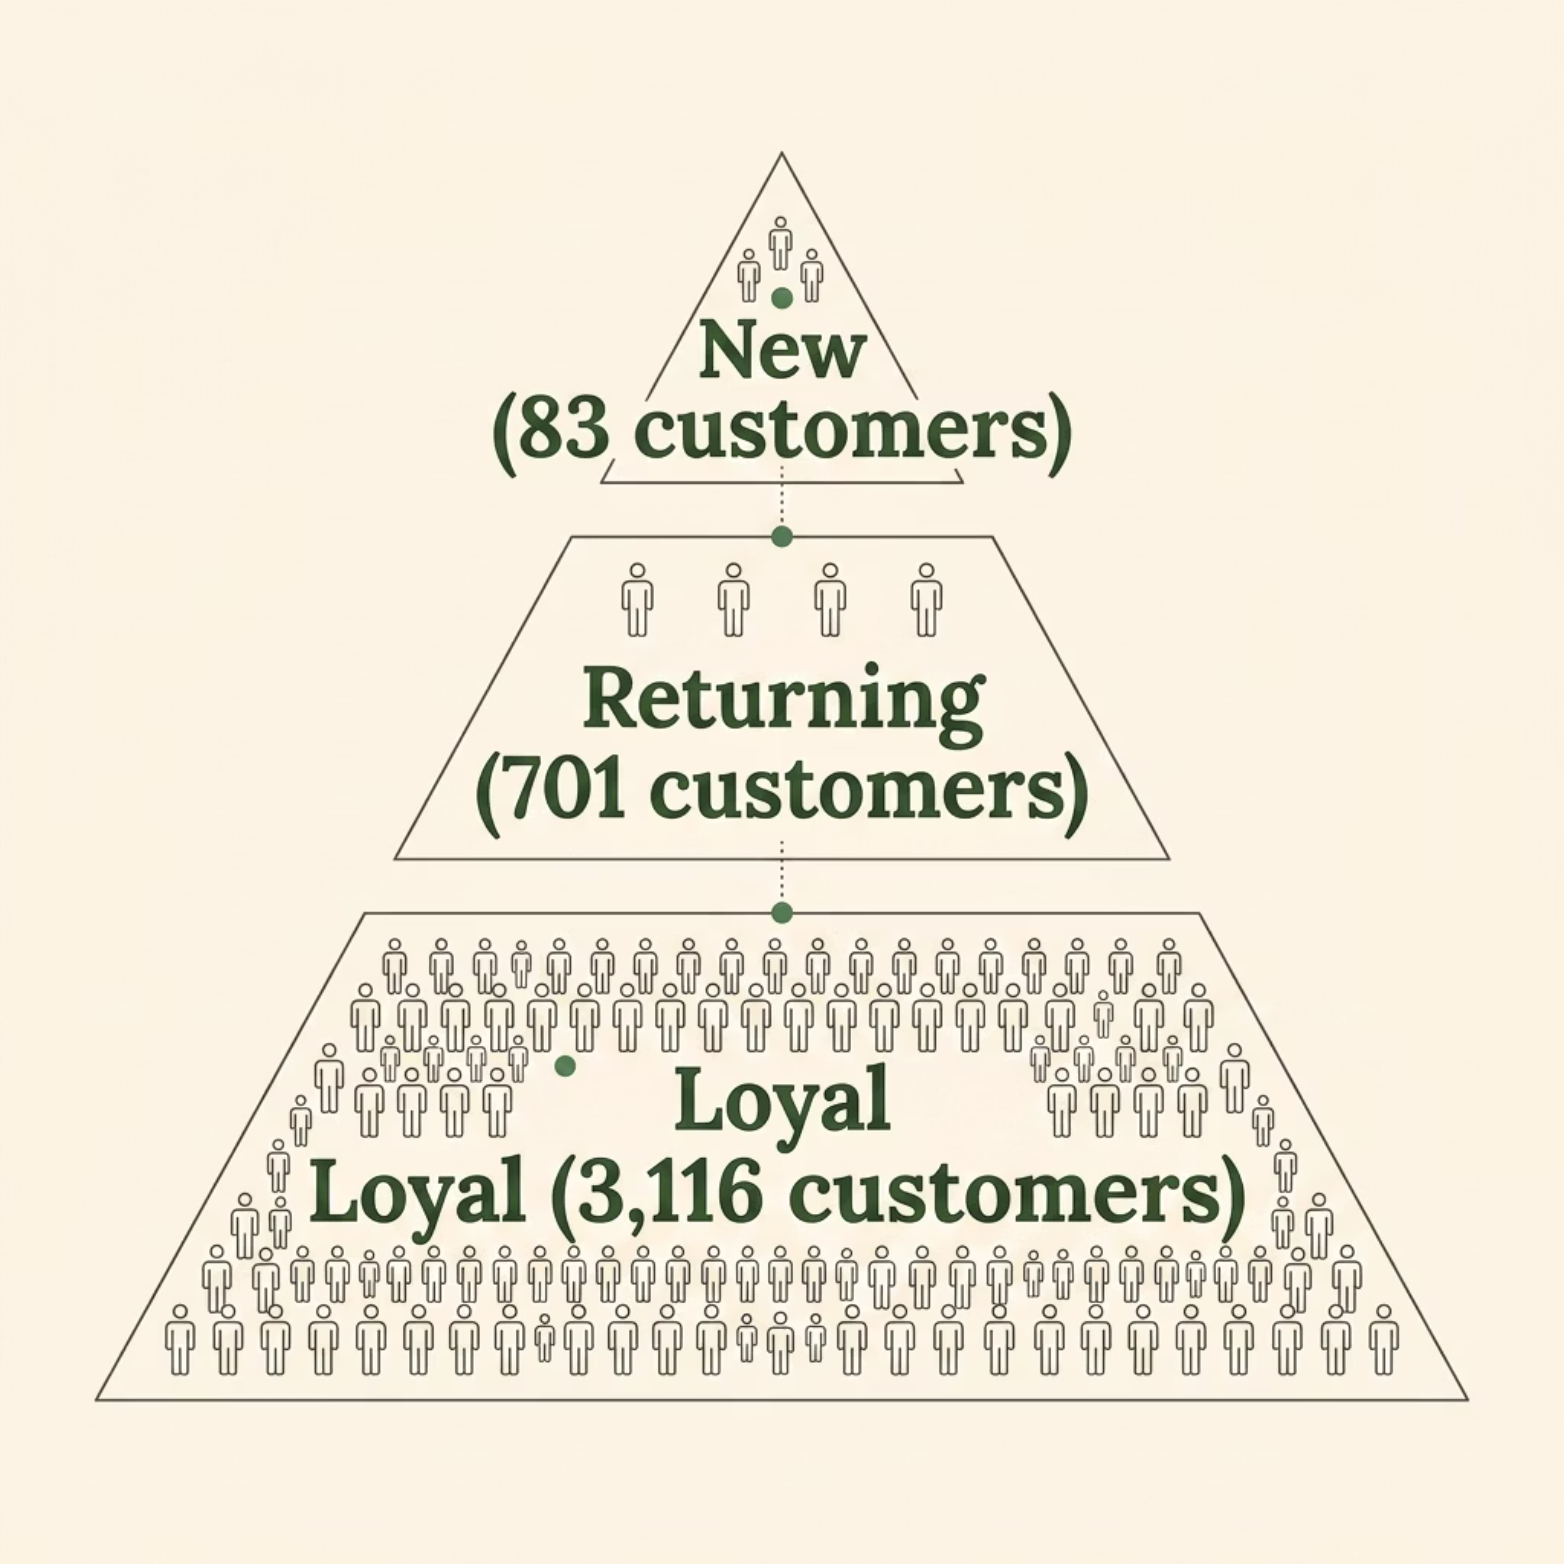 New
(83 customers)
Returning
(701 customers)
Loyal
Loyal (3,116 customers)